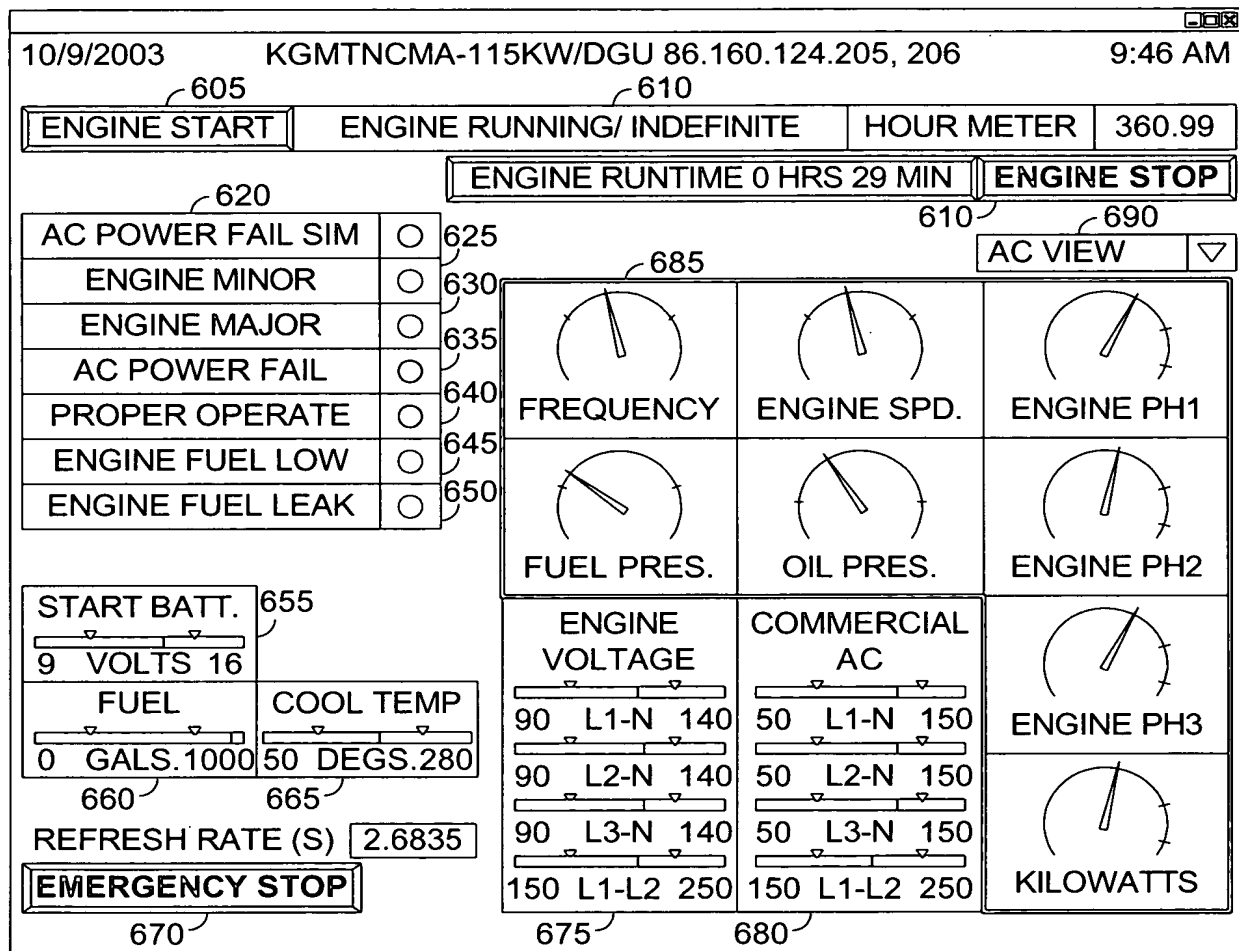 10/9/2003 KGMTNCMA-115KW/DGU 86.160.124.205, 206 9:46 AM
605 610
ENGINE START ENGINE RUNNING/ INDEFINITE HOUR METER 360.99
ENGINE RUNTIME 0 HRS 29 MIN ENGINE STOP
620 610 690
AC POWER FAIL SIM 625 AC VIEW
685
ENGINE MINOR 630
ENGINE MAJOR 635
AC POWER FAIL 640
PROPER OPERATE 645
ENGINE FUEL LOW 650
ENGINE FUEL LEAK
FREQUENCY ENGINE SPD. ENGINE PH1
FUEL PRES. OIL PRES. ENGINE PH2
START BATT. 655
9 VOLTS 16
FUEL COOL TEMP
0 GALS.1000 50 DEGS.280
660 665
ENGINE VOLTAGE
90 L1-N 140
90 L2-N 140
90 L3-N 140
150 L1-L2 250
COMMERCIAL AC
50 L1-N 150
50 L2-N 150
50 L3-N 150
150 L1-L2 250
ENGINE PH3
KILOWATTS
REFRESH RATE (S) 2.6835
EMERGENCY STOP
670 675 680